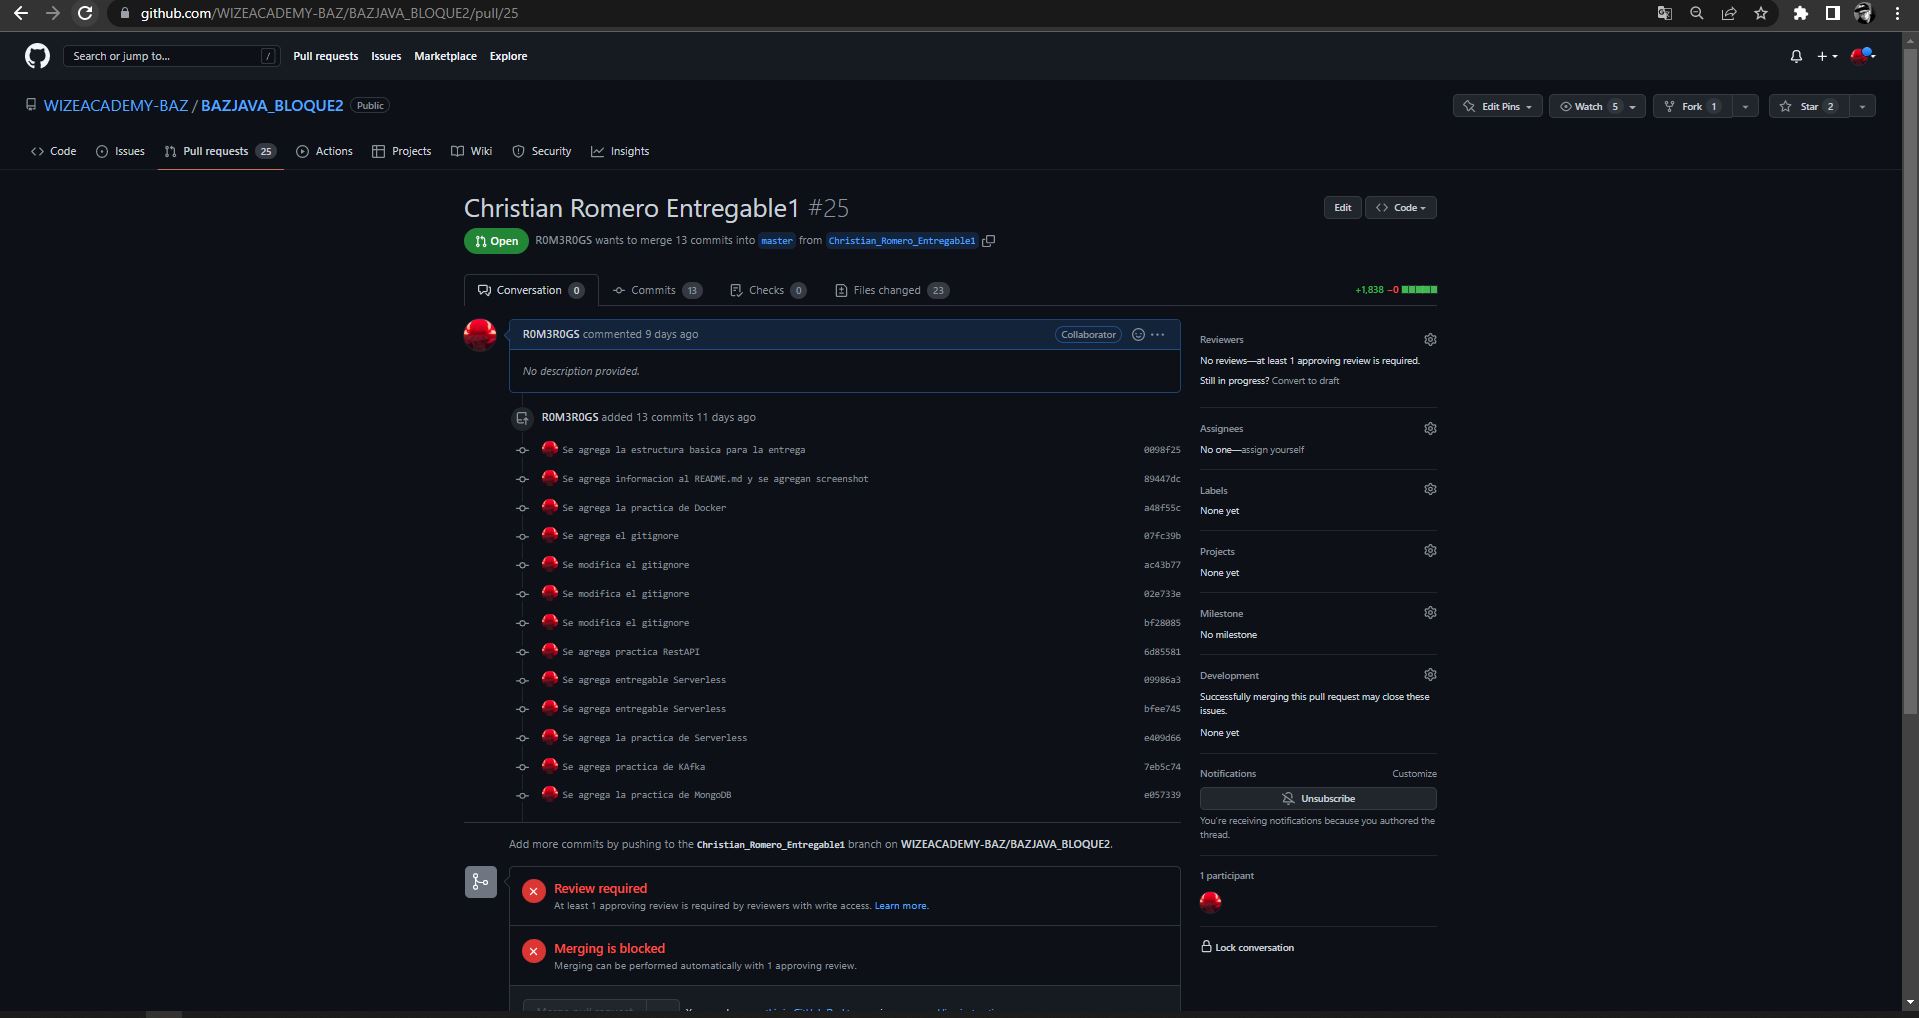 github.com/WIZEACADEMY-BAZ/BAZJAVA_BLOQUE2/pull/25
Search or jump to... / Pull requests Issues Marketplace Explore
WIZEACADEMY-BAZ / BAZJAVA_BLOQUE2 Public
Edit Pins Watch 5 Fork 1 Star 2
Code Issues Pull requests 25 Actions Projects Wiki Security Insights
Christian Romero Entregable1 #25
Edit Code
Open R0M3R0GS wants to merge 13 commits into master from Christian_Romero_Entregable1
Conversation 0 Commits 13 Checks 0 Files changed 23
+1,838 −0
R0M3R0GS commented 9 days ago Collaborator
No description provided.
R0M3R0GS added 13 commits 11 days ago
Se agrega la estructura basica para la entrega 0098f25
Se agrega informacion al README.md y se agregan screenshot 89447dc
Se agrega la practica de Docker a48f55c
Se agrega el gitignore 07fc39b
Se modifica el gitignore ac43b77
Se modifica el gitignore 02e733e
Se modifica el gitignore bf28085
Se agrega practica RestAPI 6d85581
Se agrega entregable Serverless 09986a3
Se agrega entregable Serverless bfee745
Se agrega la practica de Serverless e409d66
Se agrega practica de KAfka 7eb5c74
Se agrega la practica de MongoDB e057339
Add more commits by pushing to the Christian_Romero_Entregable1 branch on WIZEACADEMY-BAZ/BAZJAVA_BLOQUE2.
Review required
At least 1 approving review is required by reviewers with write access. Learn more.
Merging is blocked
Merging can be performed automatically with 1 approving review.
Reviewers
No reviews—at least 1 approving review is required.
Still in progress? Convert to draft
Assignees
No one—assign yourself
Labels
None yet
Projects
None yet
Milestone
No milestone
Development
Successfully merging this pull request may close these
issues.
None yet
Notifications Customize
Unsubscribe
You're receiving notifications because you authored the
thread.
1 participant
Lock conversation